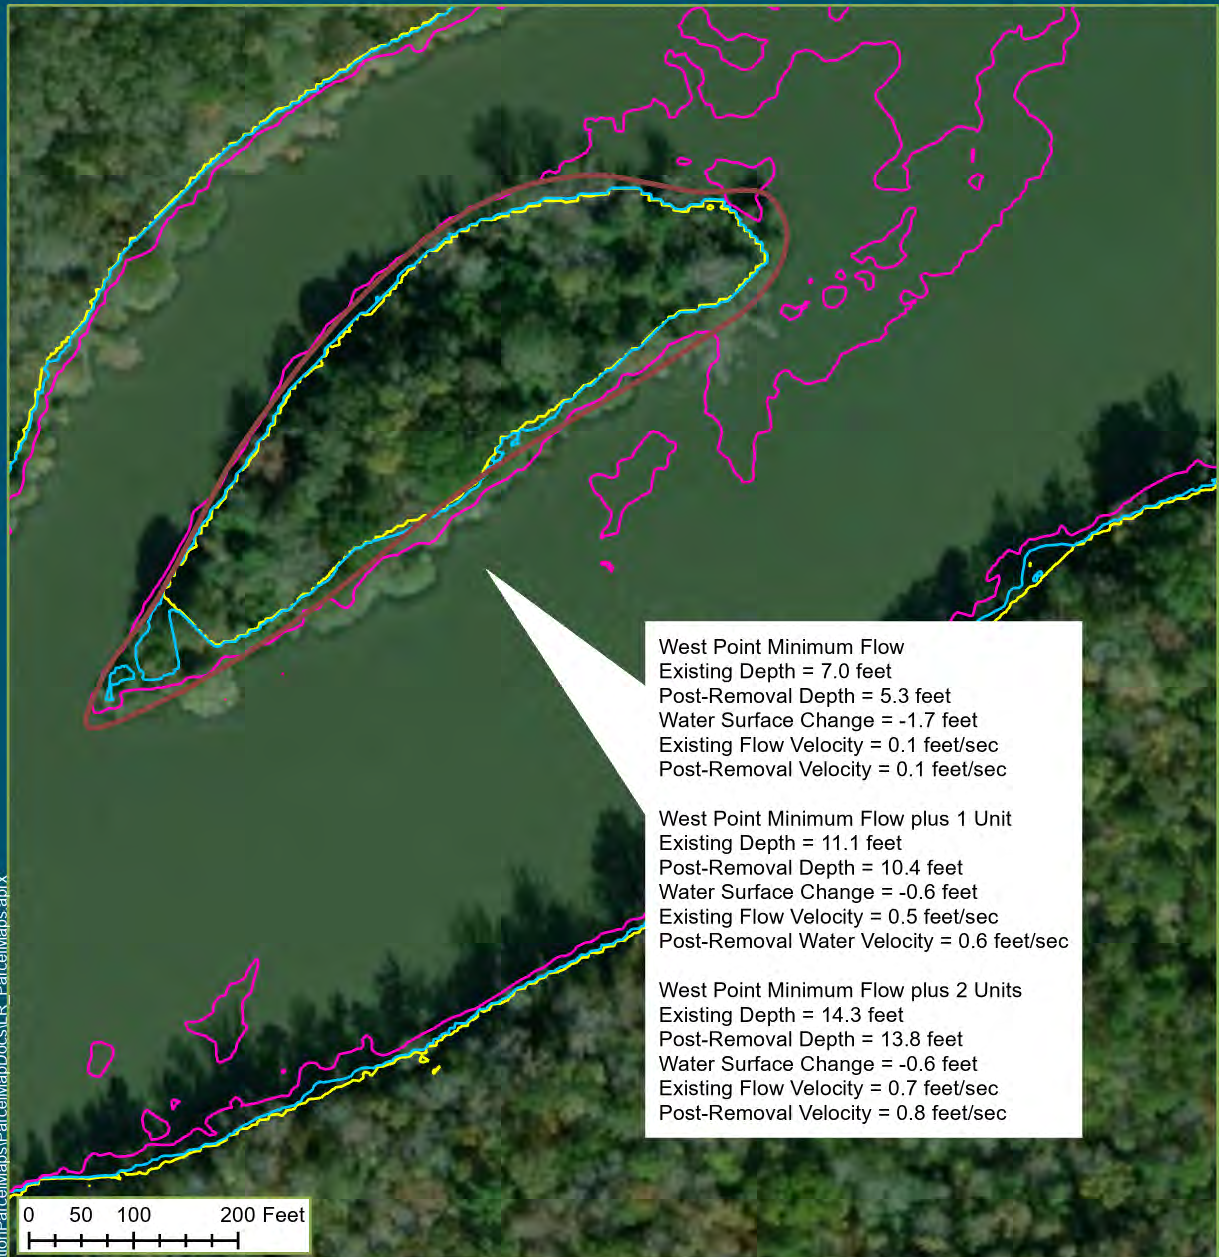 West Point Minimum Flow
Existing Depth = 7.0 feet
Post-Removal Depth = 5.3 feet
Water Surface Change = -1.7 feet
Existing Flow Velocity = 0.1 feet/sec
Post-Removal Velocity = 0.1 feet/sec
West Point Minimum Flow plus 1 Unit
Existing Depth = 11.1 feet
Post-Removal Depth = 10.4 feet
Water Surface Change = -0.6 feet
Existing Flow Velocity = 0.5 feet/sec
Post-Removal Water Velocity = 0.6 feet/sec
West Point Minimum Flow plus 2 Units
Existing Depth = 14.3 feet
Post-Removal Depth = 13.8 feet
Water Surface Change = -0.6 feet
Existing Flow Velocity = 0.7 feet/sec
Post-Removal Velocity = 0.8 feet/sec
0 50 100 200 Feet